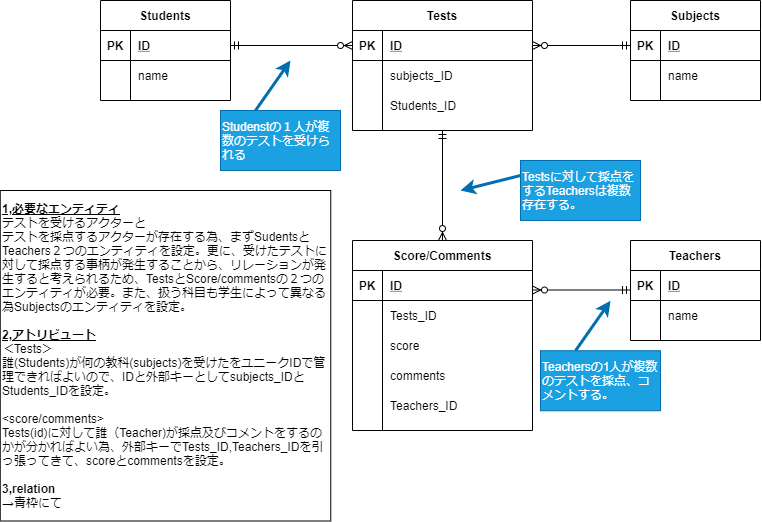 Students
PK ID
name
Tests
PK ID
subjects_ID
Students_ID
Subjects
PK ID
name
Studenstの１人が複
数のテストを受けら
れる
Testsに対して採点を
するTeachersは複数
存在する。
1,必要なエンティティ
テストを受けるアクターと
テストを採点するアクターが存在する為、まずSudentsと
Teachers２つのエンティティを設定。更に、受けたテストに
対して採点する事柄が発生することから、リレーションが発
生すると考えられるため、TestsとScore/commentsの２つの
エンティティが必要。また、扱う科目も学生によって異なる
為Subjectsのエンティティを設定。
2,アトリビュート
＜Tests＞
誰(Students)が何の教科(subjects)を受けたをユニークIDで管
理できればよいので、IDと外部キーとしてsubjects_IDと
Students_IDを設定。
<score/comments>
Tests(id)に対して誰（Teacher)が採点及びコメントをするの
かが分かればよい為、外部キーでTests_ID,Teachers_IDを引
っ張ってきて、scoreとcommentsを設定。
3,relation
→青枠にて
Score/Comments
PK ID
Tests_ID
score
comments
Teachers_ID
Teachers
PK ID
name
Teachersの1人が複数
のテストを採点、コ
メントする。